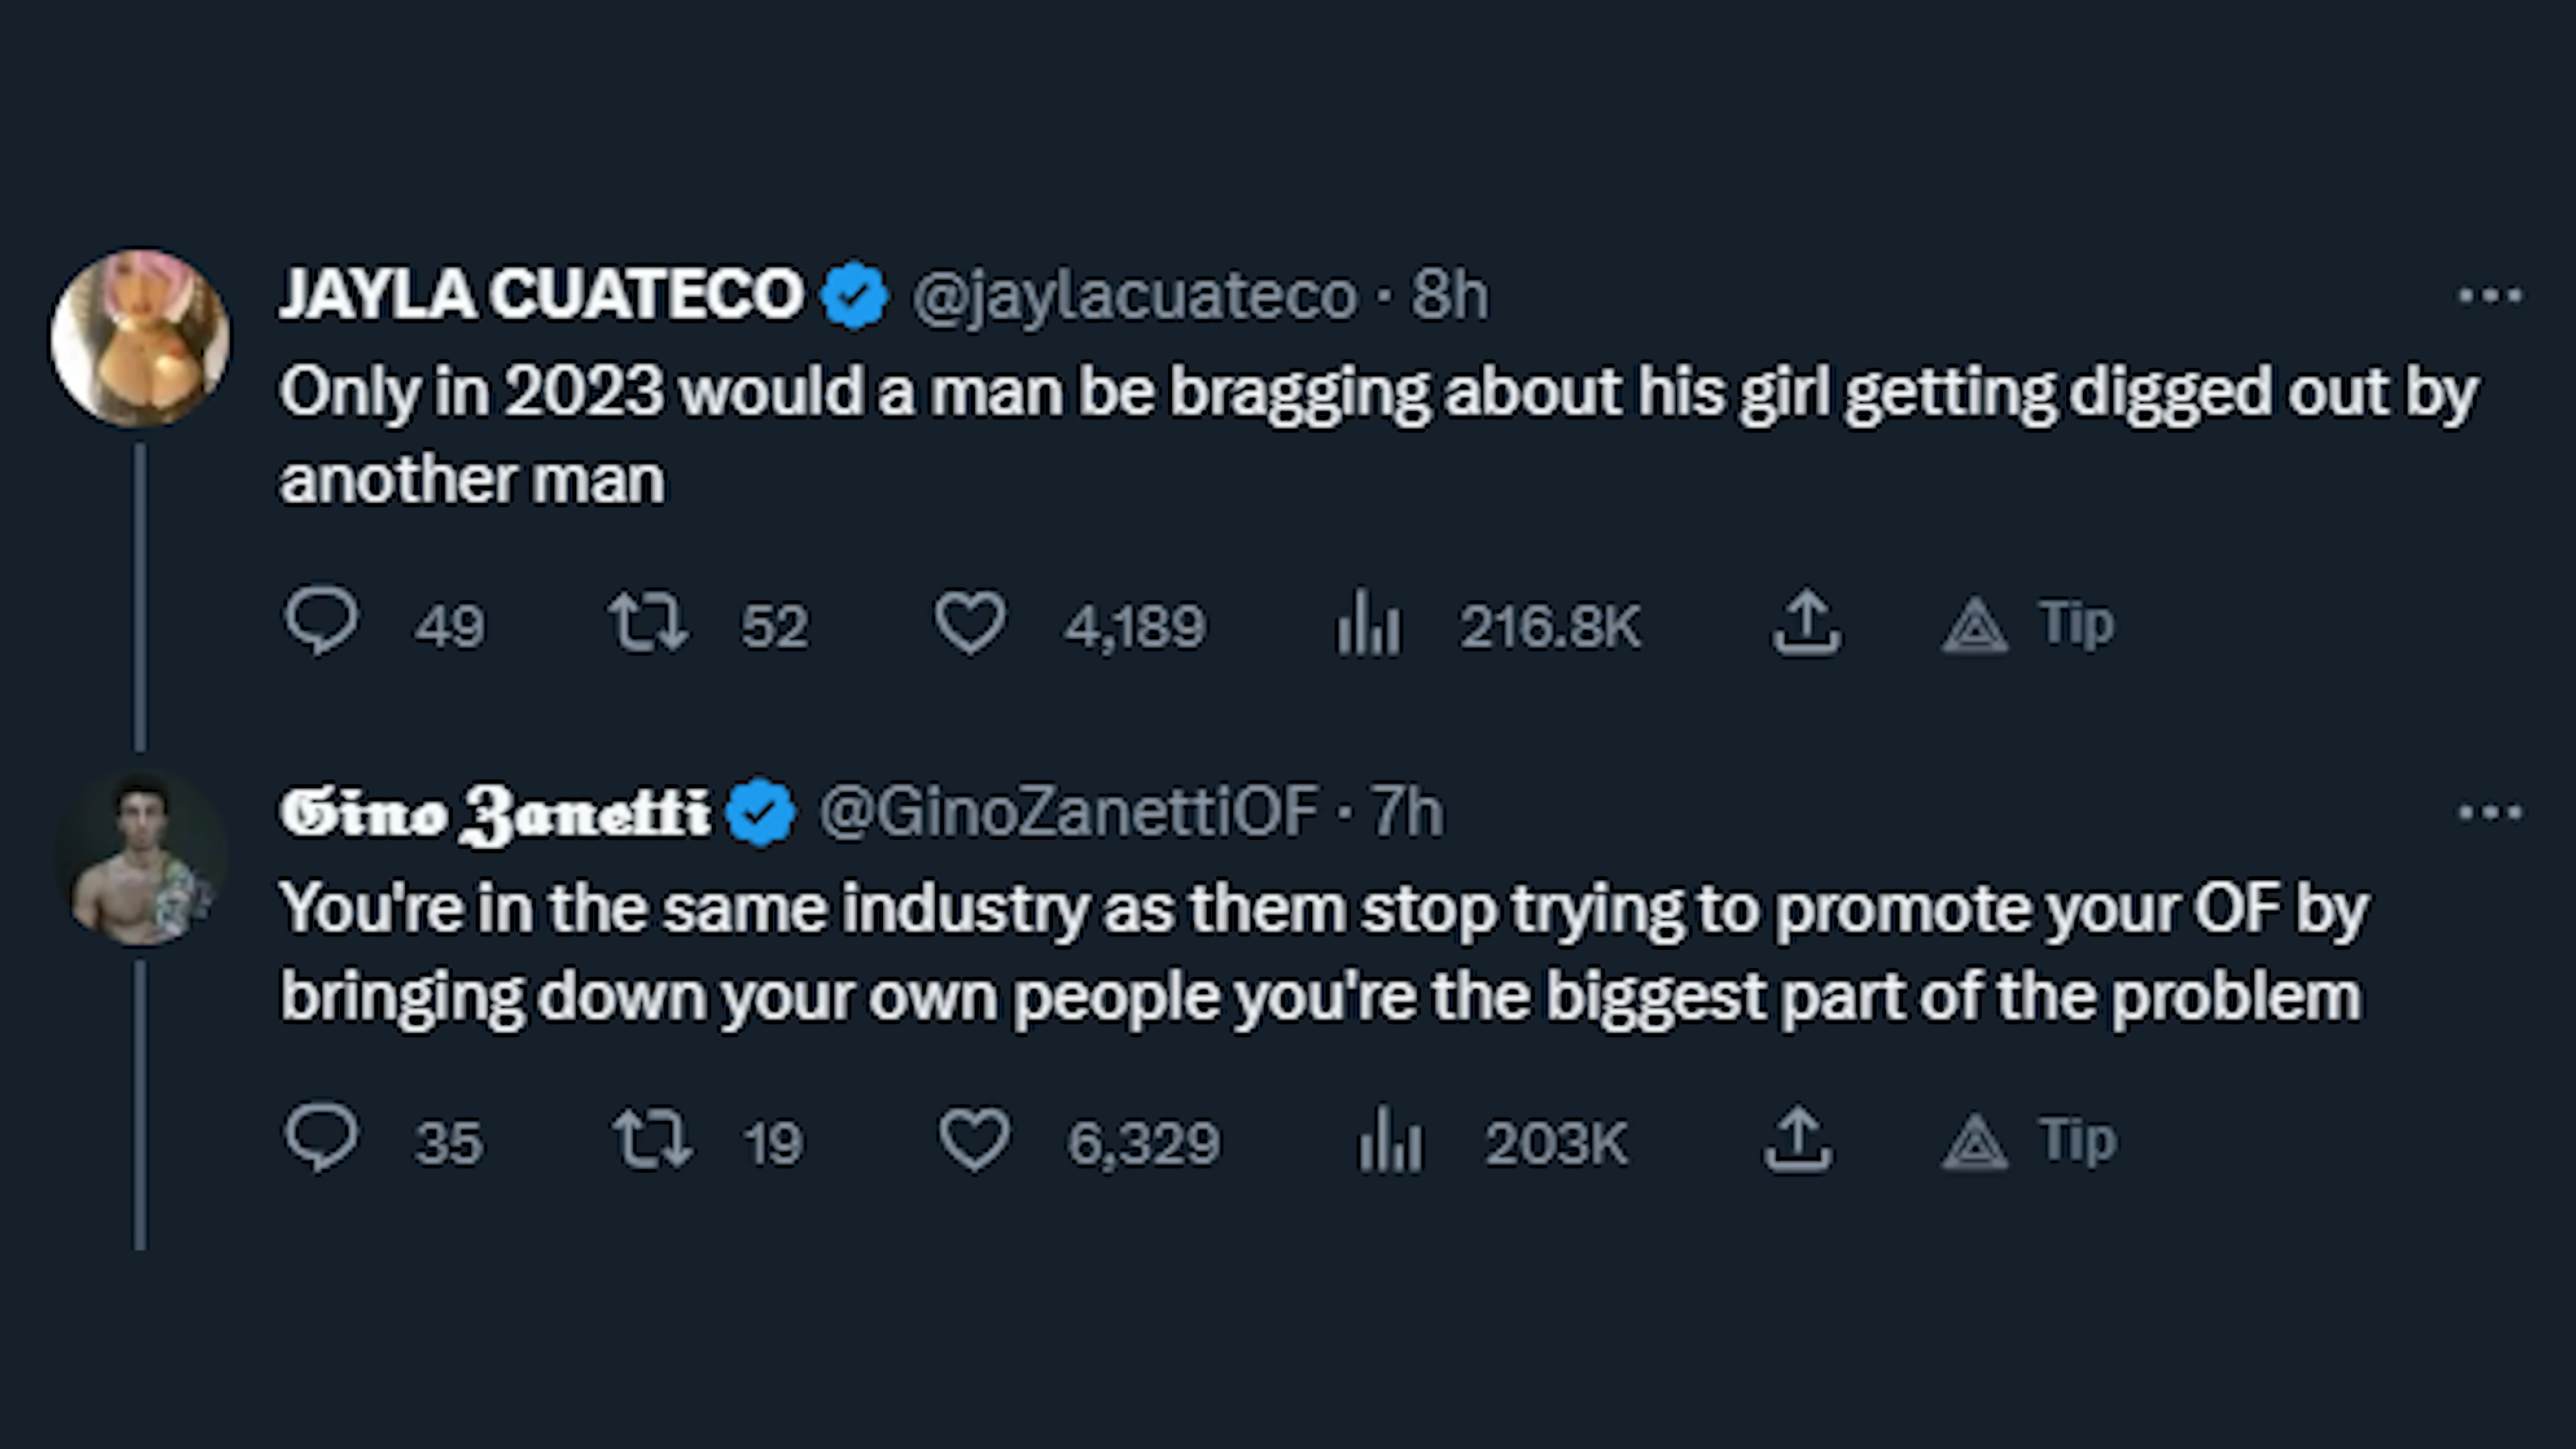 JAYLA CUATECO @jaylacuateco · 8h
Only in 2023 would a man be bragging about his girl getting digged out by
another man
49 52 4,189 216.8K Tip
Gino Zanetti @GinoZanettiOF · 7h
You're in the same industry as them stop trying to promote your OF by
bringing down your own people you're the biggest part of the problem
35 19 6,329 203K Tip